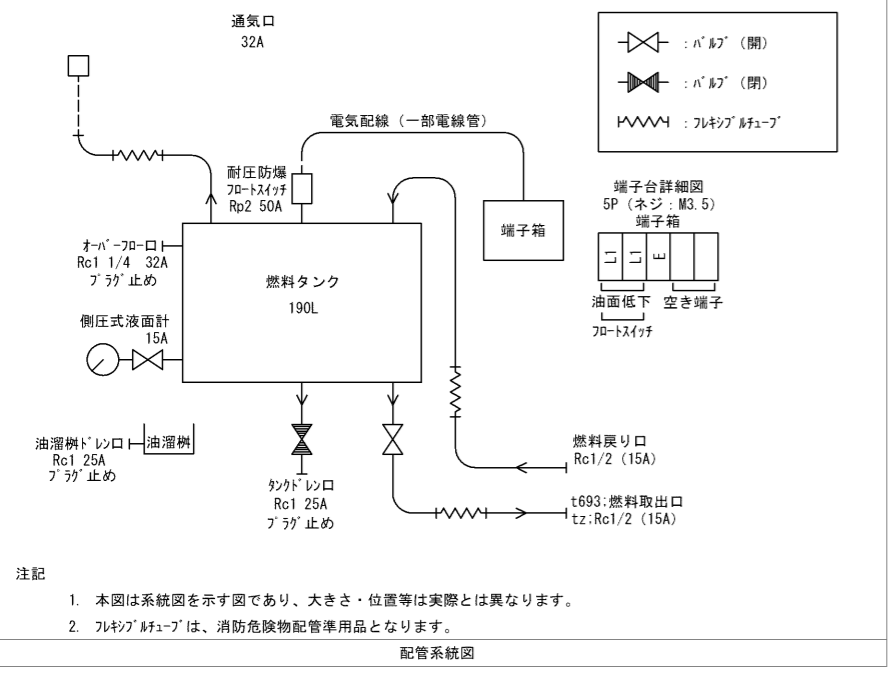 通気口
32A
電気配線（一部電線管）
：ﾊﾞﾙﾌﾞ（開）
：ﾊﾞﾙﾌﾞ（閉）
：ﾌﾚｷｼﾌﾞﾙﾁｭｰﾌﾞ
耐圧防爆
ﾌﾛｰﾄｽｲｯﾁ
Rp2 50A
端子箱
端子台詳細図
5P（ネジ：M3.5）
端子箱
L1 L1 E
油面低下 空き端子
ﾌﾛｰﾄｽｲｯﾁ
ｵｰﾊﾞｰﾌﾛｰ口
Rc1 1/4 32A
ﾌﾟﾗｸﾞ止め
燃料タンク
190L
側圧式液面計
15A
油溜桝ﾄﾞﾚﾝ口
Rc1 25A
ﾌﾟﾗｸﾞ止め
油溜桝
ﾀﾝｸﾄﾞﾚﾝ口
Rc1 25A
ﾌﾟﾗｸﾞ止め
燃料戻り口
Rc1/2 (15A)
t693;燃料取出口
tz;Rc1/2 (15A)
注記
1. 本図は系統図を示す図であり、大きさ・位置等は実際とは異なります。
2. ﾌﾚｷｼﾌﾞﾙﾁｭｰﾌﾞは、消防危険物配管準用品となります。
配管系統図